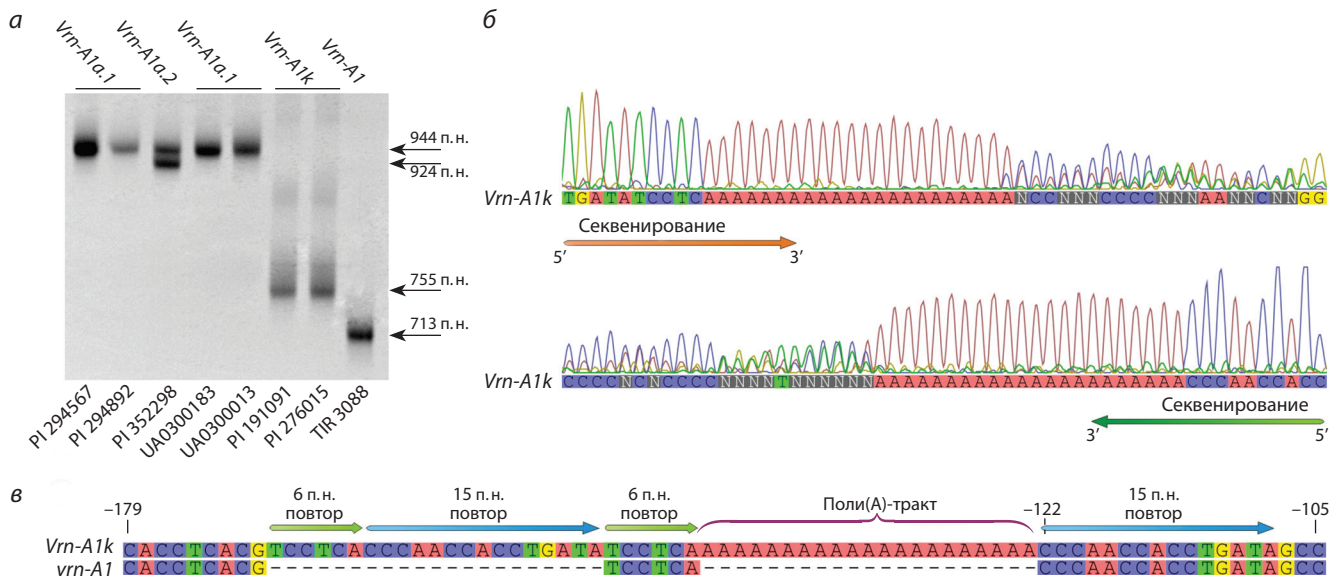 а
Vrn-A1a.1 Vrn-A1a.2 Vrn-A1a.1 Vrn-A1k Vrn-A1
944 п.н.
924 п.н.
755 п.н.
713 п.н.
PI 294567 PI 294892 PI 352298 UA0300183 UA0300013 PI 191091 PI 276015 TIR 3088
б
Vrn-A1k TGATATCCTCAAAAAAAAAAAAAAAAAAAAAANCCNNNCCCCNNNAANNCNGG
Секвенирование
5’ 3’
Vrn-A1k CCCCNCNCCCCNNNNTNNNNNNAAAAAAAAAAAAAAAAAAAAAACCCAACCACC
Секвенирование
3’ 5’
в
−179 6 п.н. повтор 15 п.н. повтор 6 п.н. повтор Поли(А)-тракт −122 15 п.н. повтор −105
Vrn-A1k CACCTCACGTCCTCACCCAACCACCTGATATCCTCAAAAAAAAAAAAAAAAAAAAAACCCAACCACCTGATAGCC
vrn-A1 CACCTCACG---------------------TCCTCA---------------------CCCAACCACCTGATAGCC